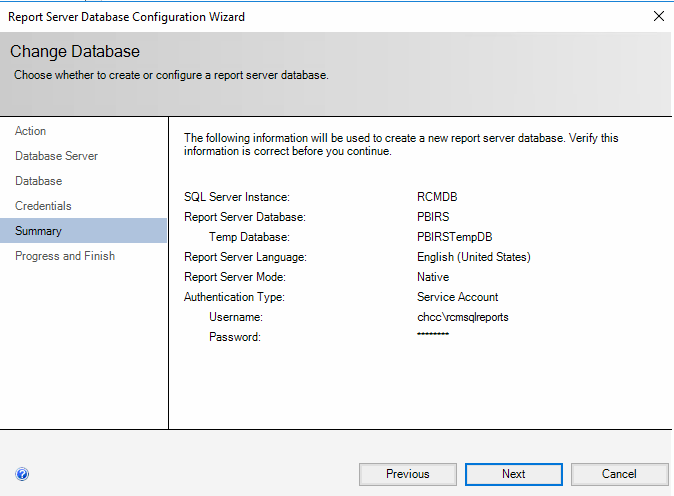 Report Server Database Configuration Wizard
Change Database
Choose whether to create or configure a report server database.
Action
Database Server
Database
Credentials
Summary
Progress and Finish
The following information will be used to create a new report server database. Verify this
information is correct before you continue.
SQL Server Instance: RCMDB
Report Server Database: PBIRS
Temp Database: PBIRSTempDB
Report Server Language: English (United States)
Report Server Mode: Native
Authentication Type: Service Account
Username: chcc\rcmsqlreports
Password: ********
Previous Next Cancel